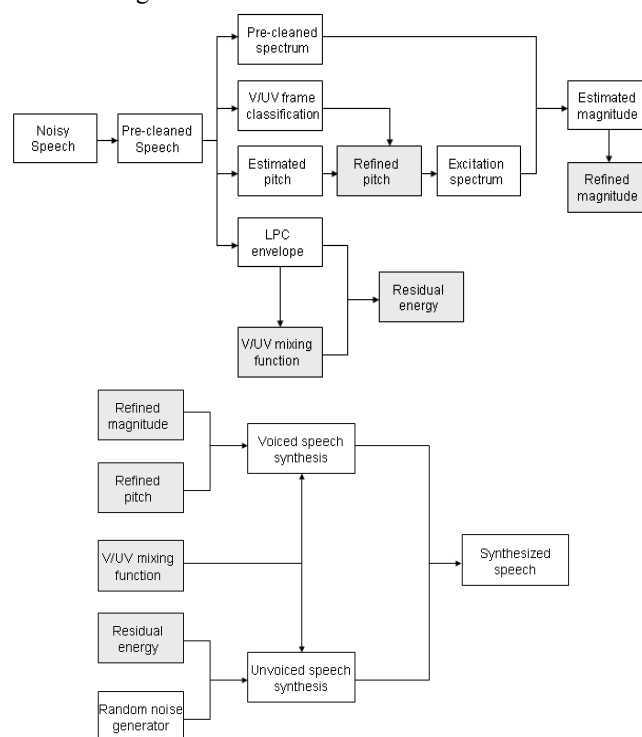 Pre-cleaned
spectrum
V/UV frame
classification
Estimated
magnitude
Noisy
Speech
Pre-cleaned
Speech
Estimated
pitch
Refined
pitch
Excitation
spectrum
Refined
magnitude
LPC
envelope
Residual
energy
V/UV mixing
function
Refined
magnitude
Voiced speech
synthesis
Refined
pitch
V/UV mixing
function
Synthesized
speech
Residual
energy
Unvoiced speech
synthesis
Random noise
generator